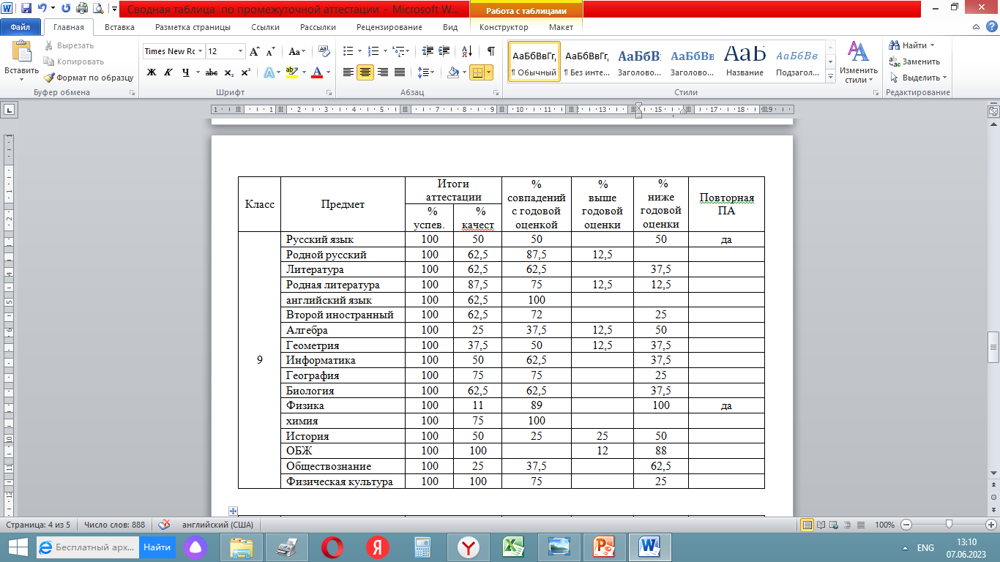 Сводная таблица по промежуточной аттестации - Microsoft W...
Работа с таблицами
Файл Главная Вставка Разметка страницы Ссылки Рассылки Рецензирование Вид Конструктор Макет
Вставить
Вырезать
Копировать
Формат по образцу
Буфер обмена
Times New Ro 12
Шрифт
Абзац
АаБбВвГг, АаБбВвГг, АаБбВ АаБбВв АаБ АаБбВв
¶ Обычный ¶ Без инте... Заголово... Заголово... Название Подзагол...
Стили
Изменить стили
Найти
Заменить
Выделить
Редактирование
Класс Предмет Итоги аттестации % совпадений с годовой оценкой % выше годовой оценки % ниже годовой оценки Повторная ПА
% успев. % качест
9
Русский язык 100 50 50 50 да
Родной русский 100 62,5 87,5 12,5
Литература 100 62,5 62,5 37,5
Родная литература 100 87,5 75 12,5 12,5
английский язык 100 62,5 100
Второй иностранный 100 62,5 72 25
Алгебра 100 25 37,5 12,5 50
Геометрия 100 37,5 50 12,5 37,5
Информатика 100 50 62,5 37,5
География 100 75 75 25
Биология 100 62,5 62,5 37,5
Физика 100 11 89 100 да
химия 100 75 100
История 100 50 25 25 50
ОБЖ 100 100 12 88
Обществознание 100 25 37,5 62,5
Физическая культура 100 100 75 25
Страница: 4 из 5 Число слов: 888 английский (США) 100%
Бесплатный арх... Найти
ENG
13:10
07.06.2023